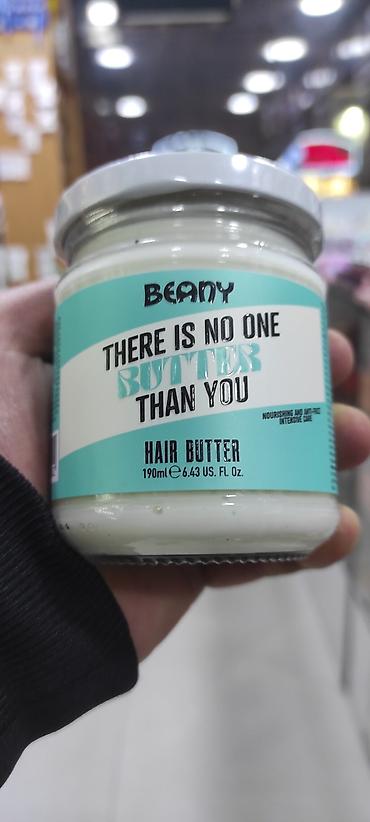 BEANY
THERE IS NO ONE
BUTTER
THAN YOU
NOURISHING AND ANTI-FRIZZ
INTENSIVE CARE
HAIR BUTTER
190ml ℮ 6.43 US. FL Oz.